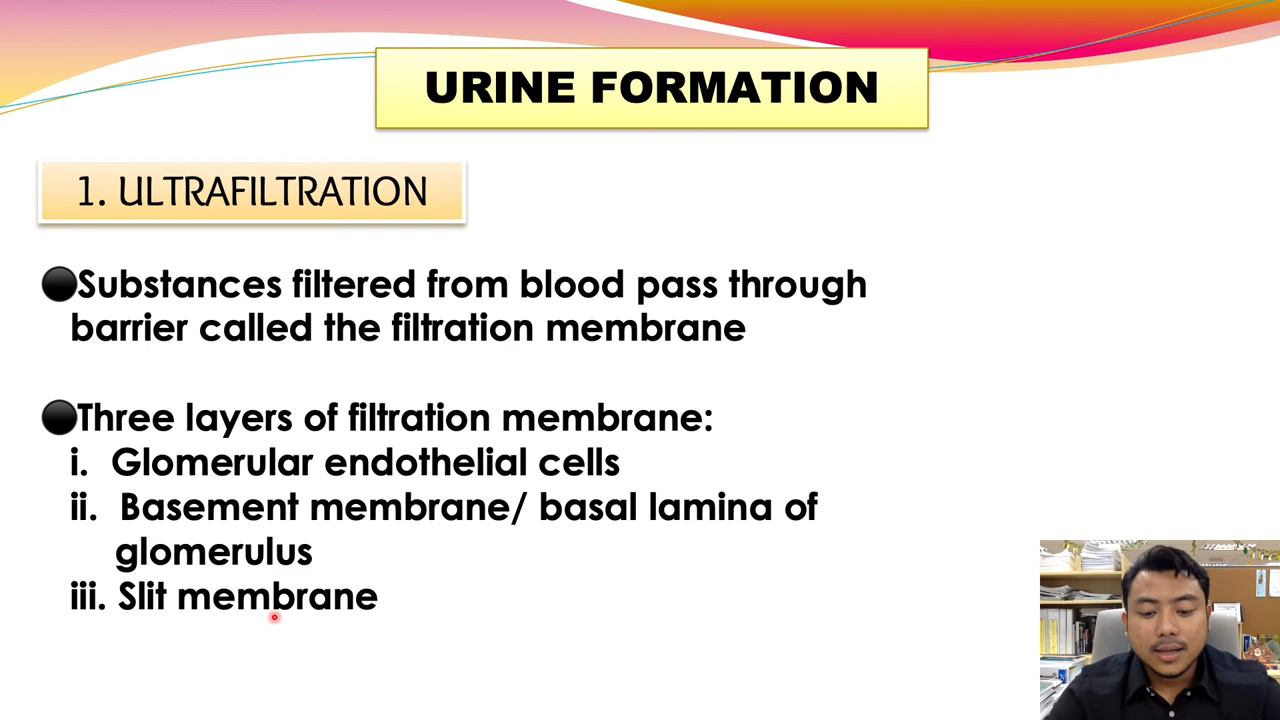 URINE FORMATION
1. ULTRAFILTRATION
Substances filtered from blood pass through
barrier called the filtration membrane
Three layers of filtration membrane:
i. Glomerular endothelial cells
ii. Basement membrane/ basal lamina of
glomerulus
iii. Slit membrane